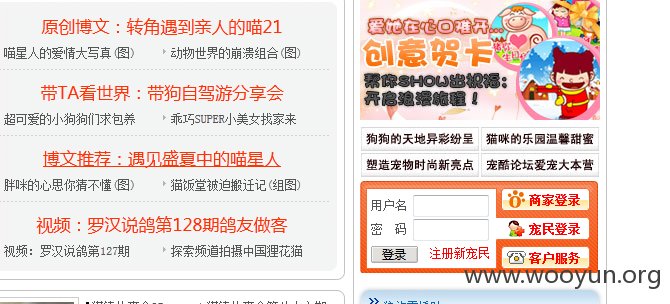 原创博文：转角遇到亲人的喵21
喵星人的爱情大写真(图)
动物世界的崩溃组合(图)
带TA看世界：带狗自驾游分享会
超可爱的小狗狗们求包养
乖巧SUPER小美女找家来
博文推荐：遇见盛夏中的喵星人
胖咪的心思你猜不懂(图)
猫饭堂被迫搬迁记(组图)
视频：罗汉说鸽第128期鸽友做客
视频：罗汉说鸽第127期
探索频道拍摄中国狸花猫
爱她在心口难开...
创意贺卡
帮你SHOW出祝福；
开启浪漫旅程！
狗狗的天地异彩纷呈
猫咪的乐园温馨甜蜜
塑造宠物时尚新亮点
宠酷论坛爱宠大本营
用户名
密 码
登录
注册新宠民
商家登录
宠民登录
客户服务
www.wooyun.org